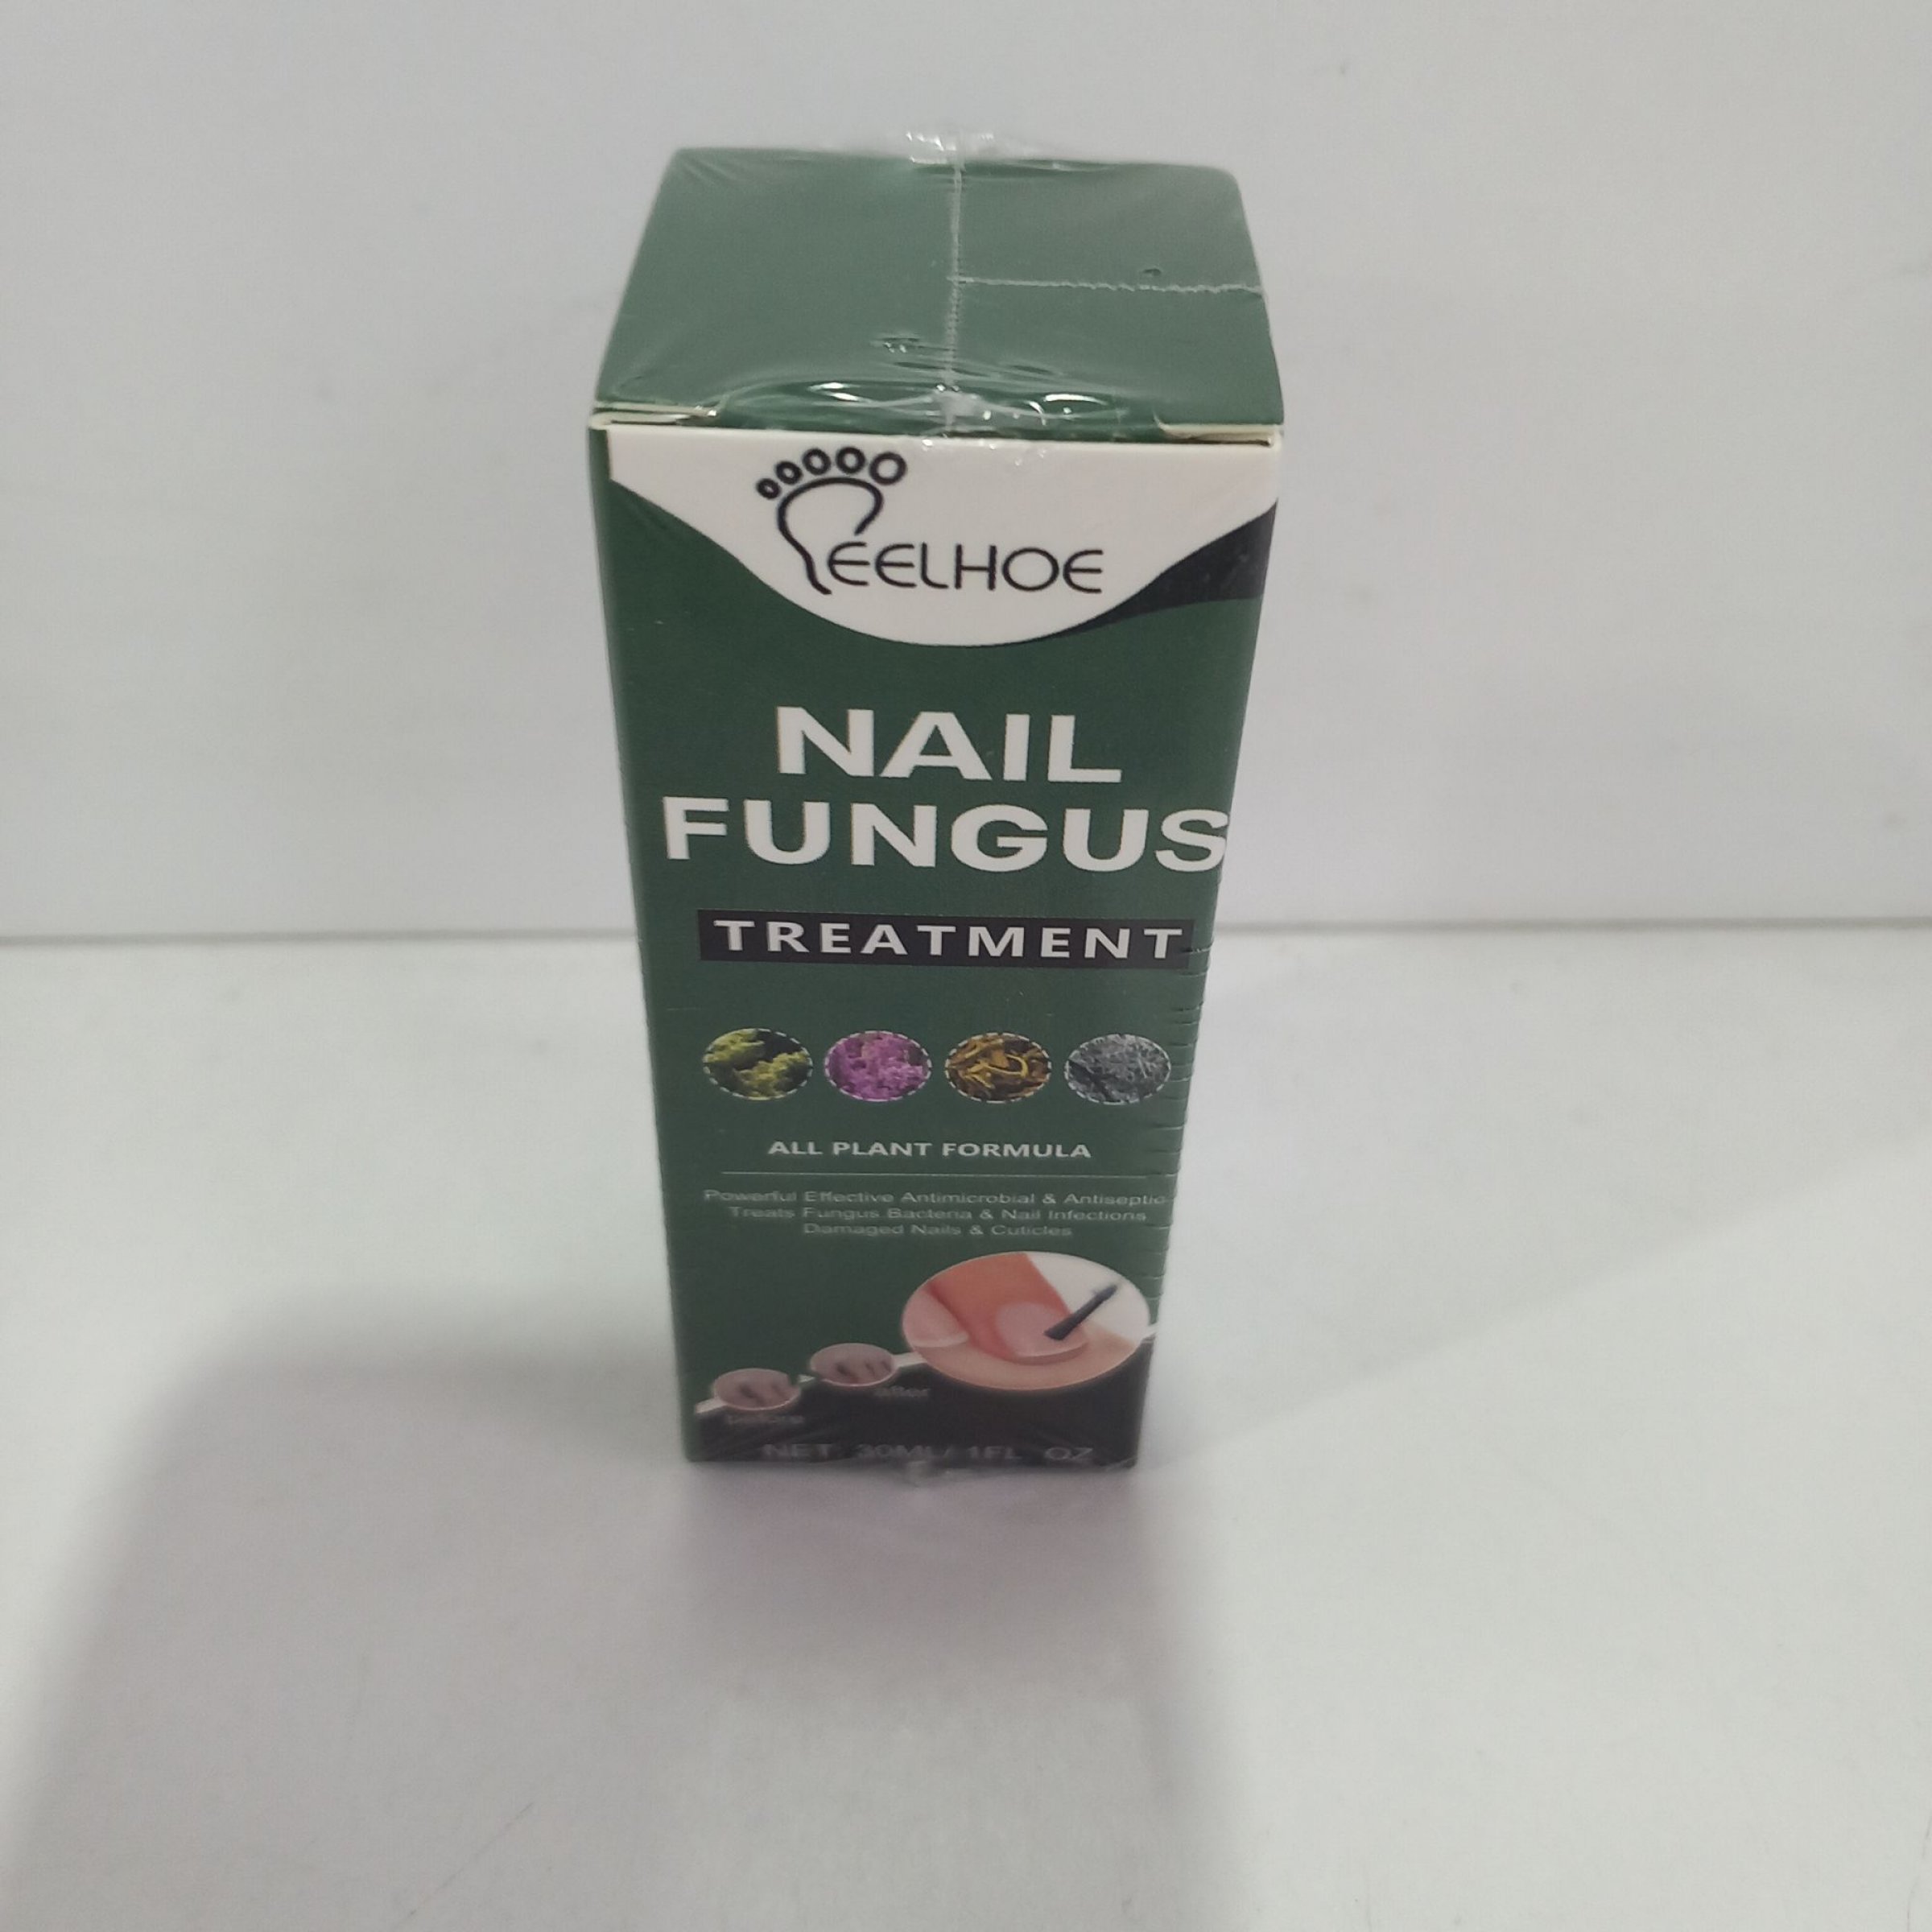 EELHOE
NAIL
FUNGUS
TREATMENT
ALL PLANT FORMULA
Powerful Effective Antimicrobial & Antiseptic
Treats Fungus Bacteria & Nail Infections
Damaged Nails & Cuticles
after
before
NET 30ML/ 1FL OZ